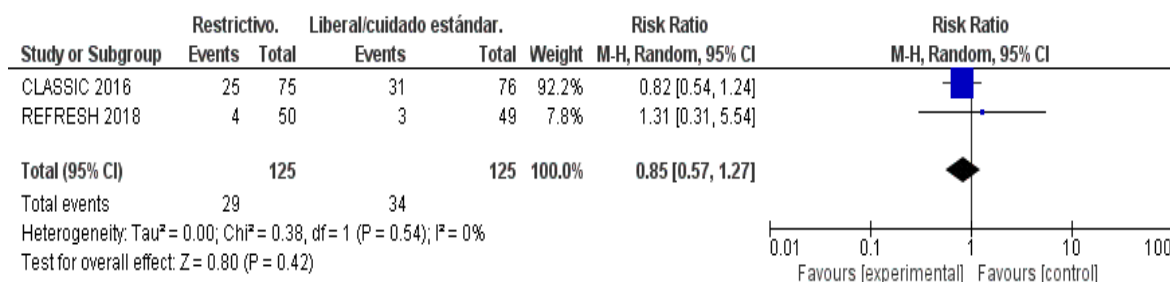 Restrictivo. Liberal/cuidado estándar. Risk Ratio Risk Ratio
Study or Subgroup Events Total Events Total Weight M-H, Random, 95% CI M-H, Random, 95% CI
CLASSIC 2016 25 75 31 76 92.2% 0.82 [0.54, 1.24]
REFRESH 2018 4 50 3 49 7.8% 1.31 [0.31, 5.54]
Total (95% CI) 125 125 100.0% 0.85 [0.57, 1.27]
Total events 29 34
Heterogeneity: Tau² = 0.00; Chi² = 0.38, df = 1 (P = 0.54); I² = 0%
Test for overall effect: Z = 0.80 (P = 0.42)
0.01 0.1 1 10 100
Favours [experimental] Favours [control]